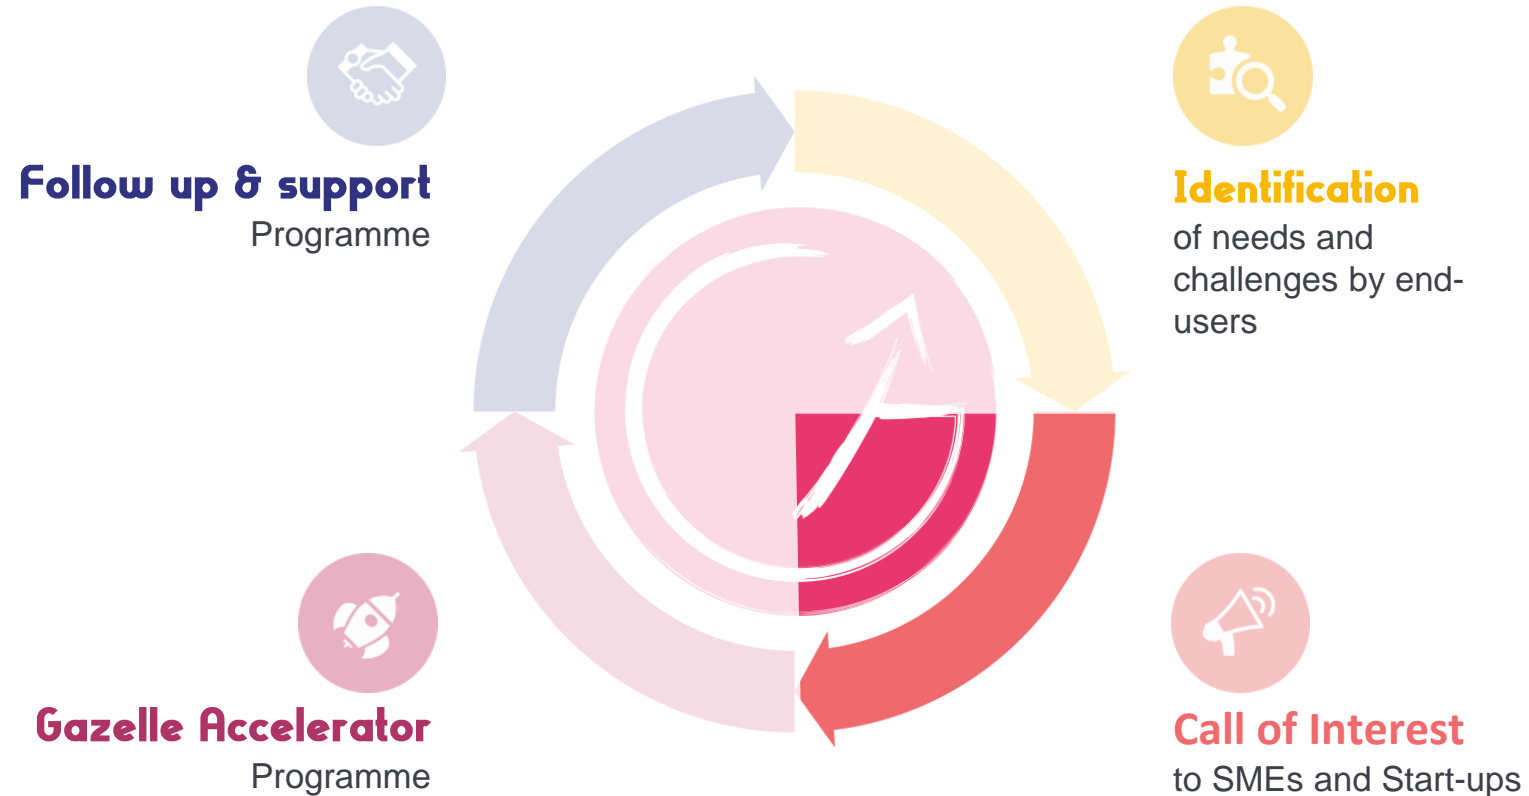 Follow up & support
Programme
Identification
of needs and
challenges by end-
users
Gazelle Accelerator
Programme
Call of Interest
to SMEs and Start-ups